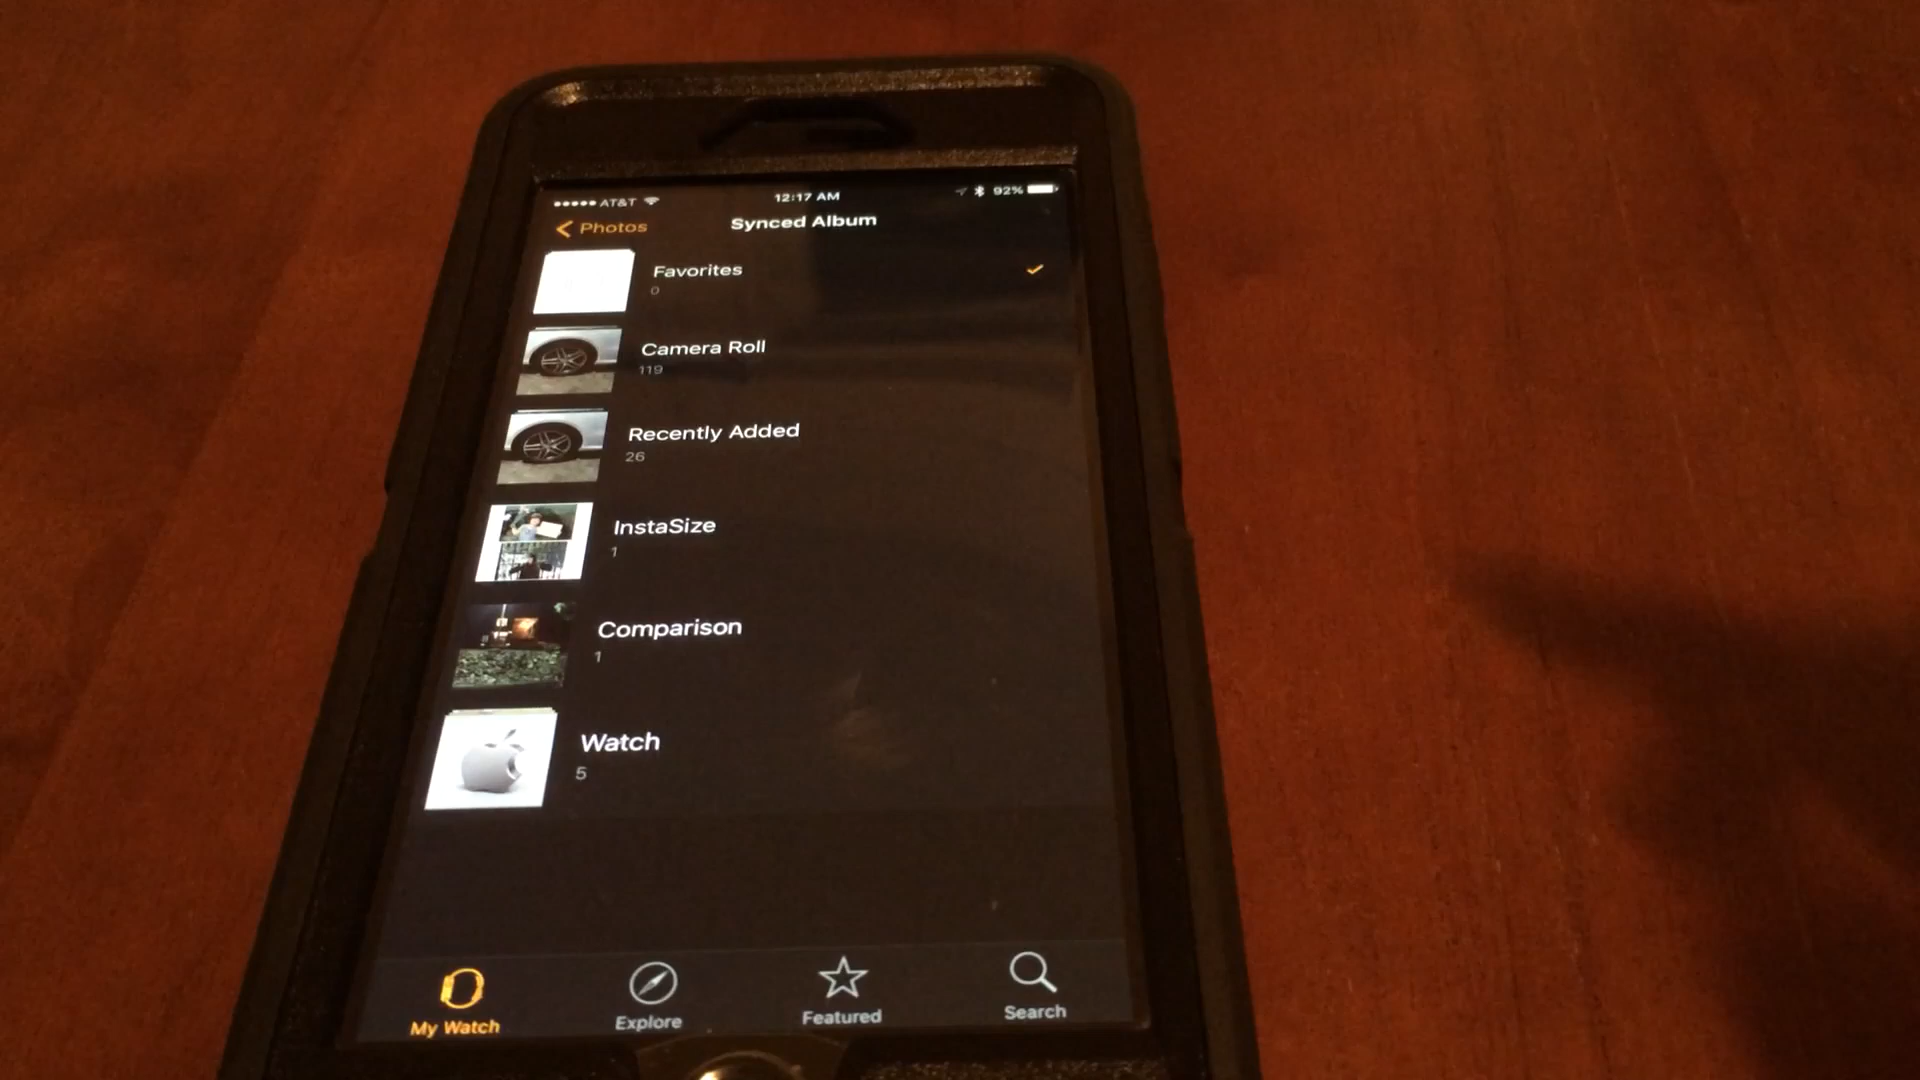 AT&T 12:17 AM 92%
Photos Synced Album
Favorites
0
Camera Roll
119
Recently Added
26
InstaSize
1
Comparison
1
Watch
5
My Watch Explore Featured Search